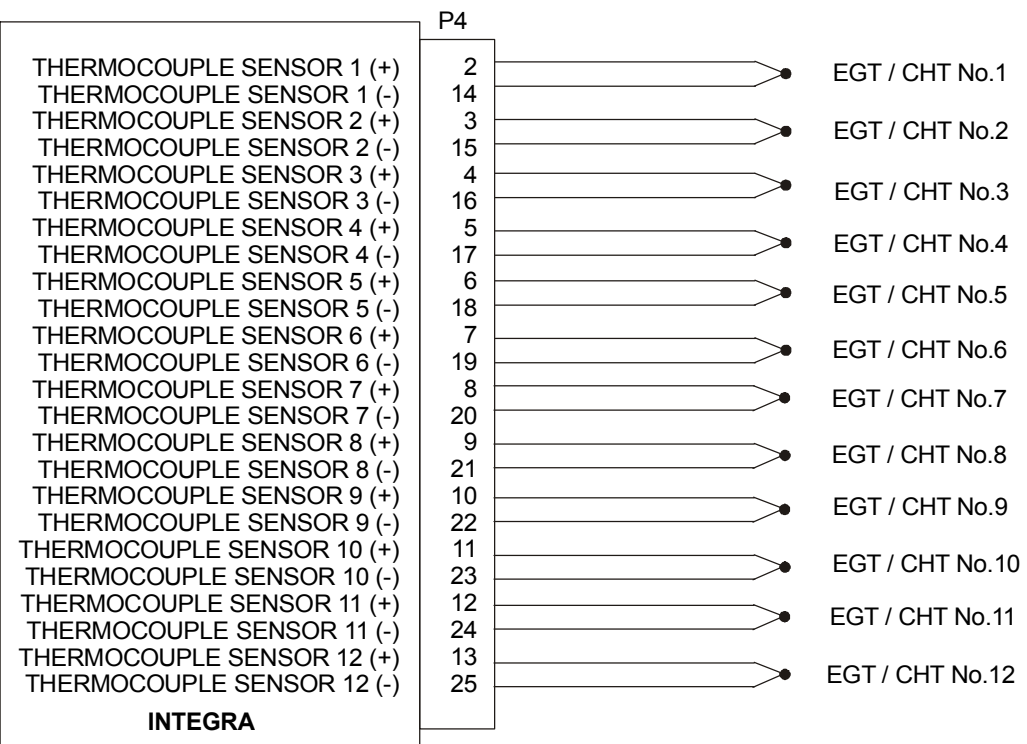 P4
THERMOCOUPLE SENSOR 1 (+) 2 EGT / CHT No.1
THERMOCOUPLE SENSOR 1 (-) 14
THERMOCOUPLE SENSOR 2 (+) 3 EGT / CHT No.2
THERMOCOUPLE SENSOR 2 (-) 15
THERMOCOUPLE SENSOR 3 (+) 4 EGT / CHT No.3
THERMOCOUPLE SENSOR 3 (-) 16
THERMOCOUPLE SENSOR 4 (+) 5 EGT / CHT No.4
THERMOCOUPLE SENSOR 4 (-) 17
THERMOCOUPLE SENSOR 5 (+) 6 EGT / CHT No.5
THERMOCOUPLE SENSOR 5 (-) 18
THERMOCOUPLE SENSOR 6 (+) 7 EGT / CHT No.6
THERMOCOUPLE SENSOR 6 (-) 19
THERMOCOUPLE SENSOR 7 (+) 8 EGT / CHT No.7
THERMOCOUPLE SENSOR 7 (-) 20
THERMOCOUPLE SENSOR 8 (+) 9 EGT / CHT No.8
THERMOCOUPLE SENSOR 8 (-) 21
THERMOCOUPLE SENSOR 9 (+) 10 EGT / CHT No.9
THERMOCOUPLE SENSOR 9 (-) 22
THERMOCOUPLE SENSOR 10 (+) 11 EGT / CHT No.10
THERMOCOUPLE SENSOR 10 (-) 23
THERMOCOUPLE SENSOR 11 (+) 12 EGT / CHT No.11
THERMOCOUPLE SENSOR 11 (-) 24
THERMOCOUPLE SENSOR 12 (+) 13 EGT / CHT No.12
THERMOCOUPLE SENSOR 12 (-) 25
INTEGRA